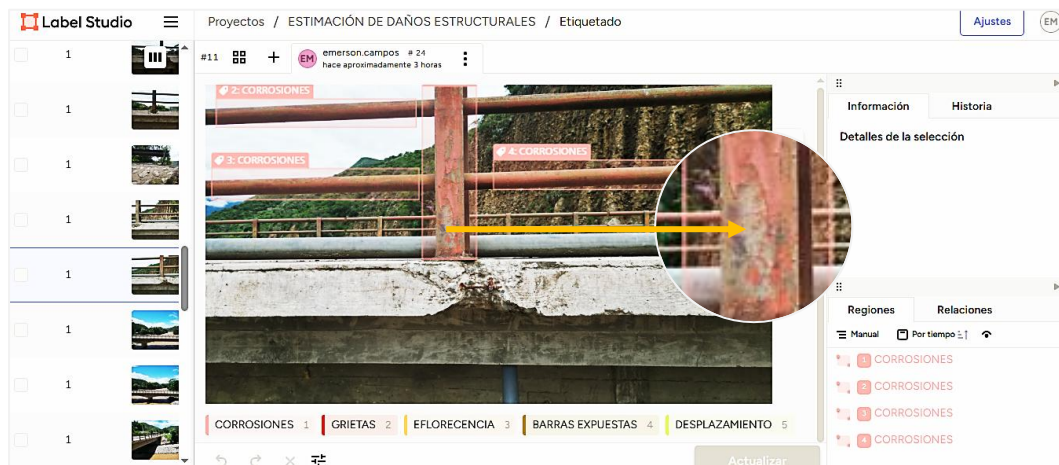 Label Studio
Proyectos / ESTIMACIÓN DE DAÑOS ESTRUCTURALES / Etiquetado
Ajustes
EM
1
1
1
1
1
1
1
1
#11
EM
emerson.campos # 24
hace aproximadamente 3 horas
2: CORROSIONES
3: CORROSIONES
4: CORROSIONES
CORROSIONES 1
GRIETAS 2
EFLORECENCIA 3
BARRAS EXPUESTAS 4
DESPLAZAMIENTO 5
Actualizar
Información
Historia
Detalles de la selección
Regiones
Relaciones
Manual
Por tiempo
1 CORROSIONES
2 CORROSIONES
3 CORROSIONES
4 CORROSIONES